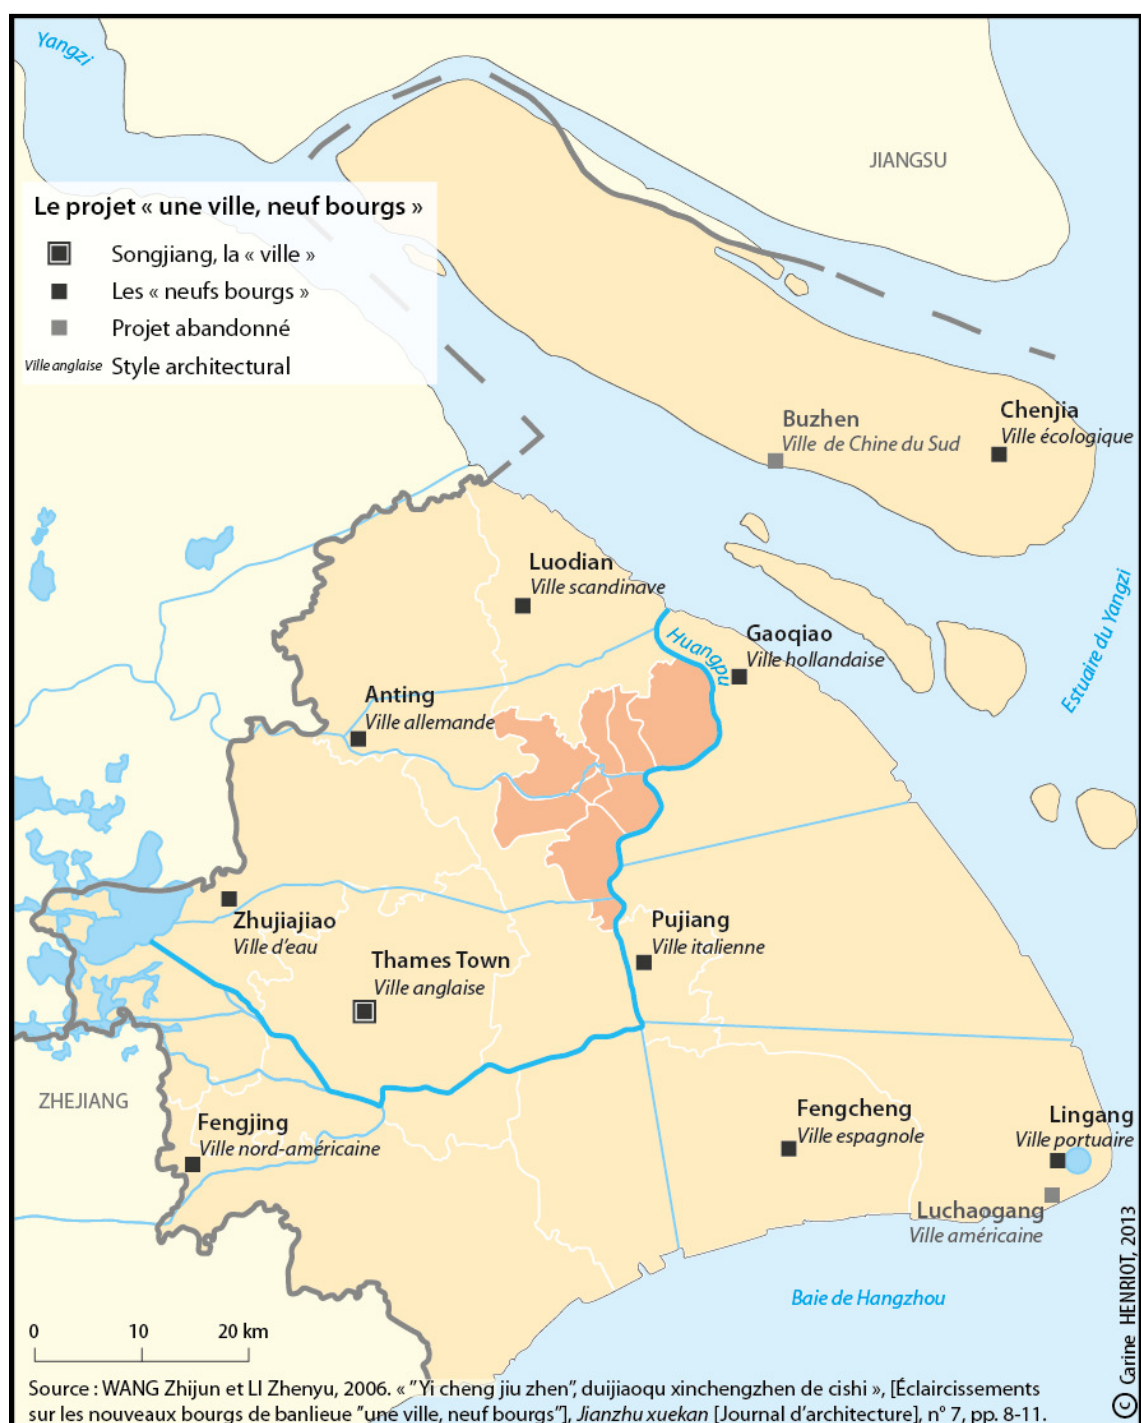 Yangzi
JIANGSU
Le projet « une ville, neuf bourgs »
Songjiang, la « ville »
Les « neufs bourgs »
Projet abandonné
Ville anglaise Style architectural
Chenjia
Ville écologique
Buzhen
Ville de Chine du Sud
Luodian
Ville scandinave
Huangpu
Gaoqiao
Ville hollandaise
Estuaire du Yangzi
Anting
Ville allemande
Zhujiajiao
Ville d'eau
Pujiang
Ville italienne
Thames Town
Ville anglaise
ZHEJIANG
Fengjing
Ville nord-américaine
Fengcheng
Ville espagnole
Lingang
Ville portuaire
Luchaogang
Ville américaine
Baie de Hangzhou
0 10 20 km
Source : WANG Zhijun et LI Zhenyu, 2006. « "Yi cheng jiu zhen", duijiaoqu xinchengzhen de cishi », [Éclaircissements
sur les nouveaux bourgs de banlieue "une ville, neuf bourgs"], Jianzhu xuekan [Journal d'architecture], n° 7, pp. 8-11.
© Carine HENRIOT, 2013